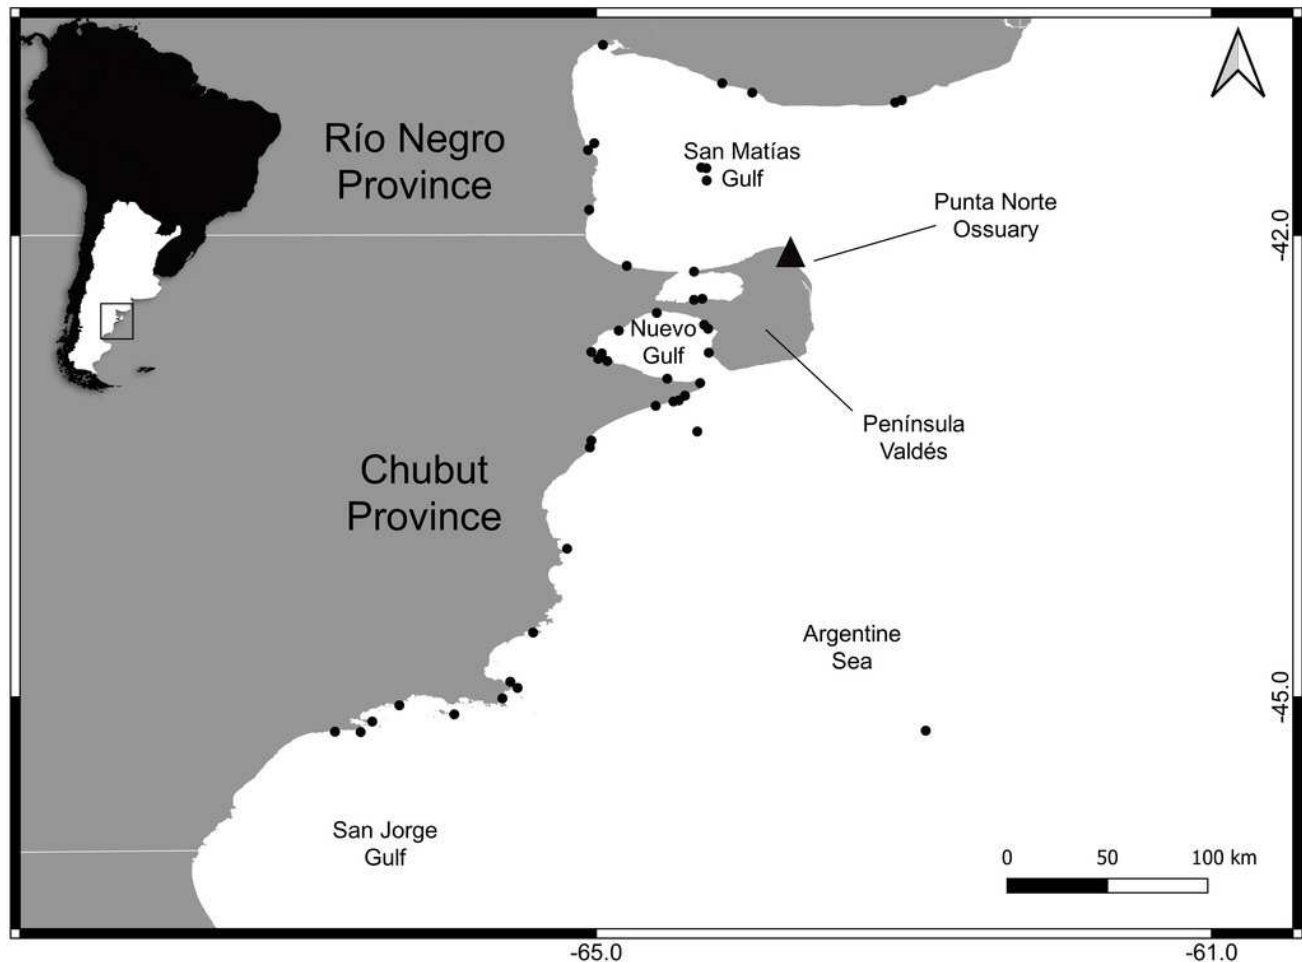 Río Negro
Province
San Matías
Gulf
Punta Norte
Ossuary
-42.0
Nuevo
Gulf
Península
Valdés
Chubut
Province
Argentine
Sea
-45.0
San Jorge
Gulf
0 50 100 km
-65.0 -61.0